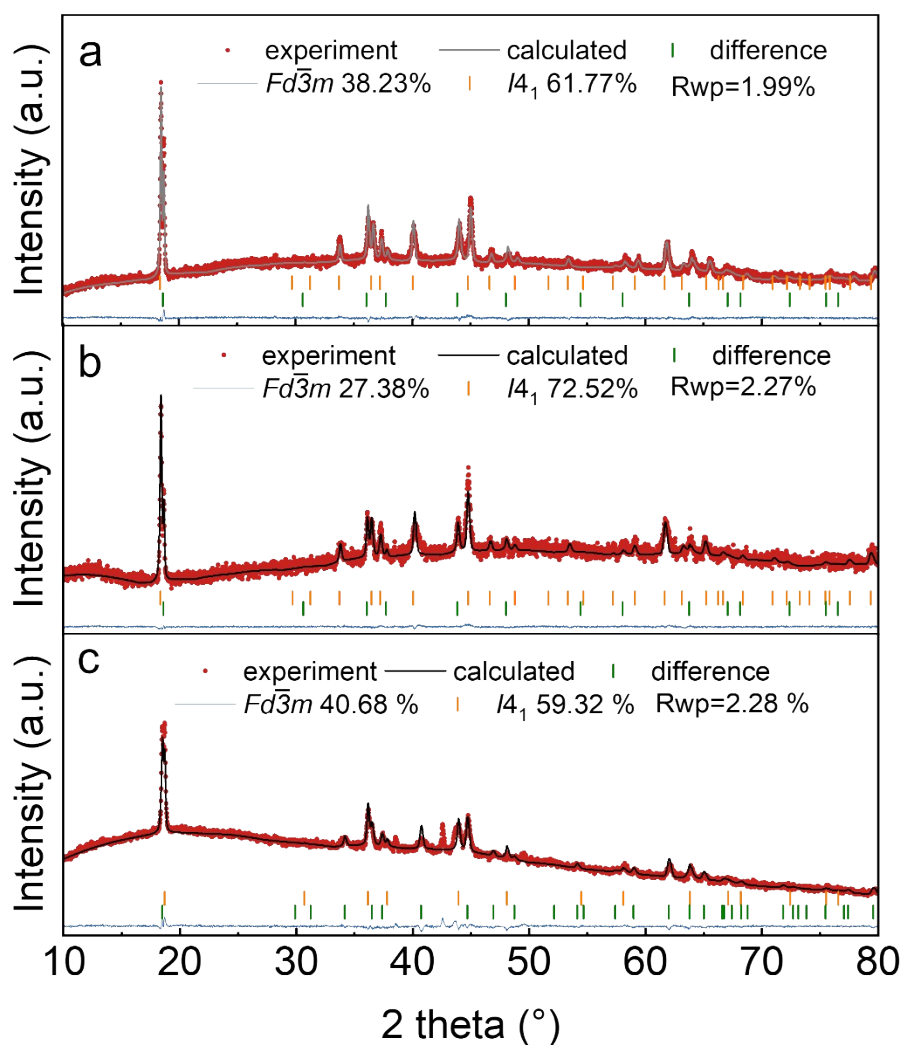 a
experiment calculated difference
Fd3̅m 38.23% I4₁ 61.77% Rwp=1.99%
Intensity (a.u.)
b
experiment calculated difference
Fd3̅m 27.38% I4₁ 72.52% Rwp=2.27%
Intensity (a.u.)
c
experiment calculated difference
Fd3̅m 40.68 % I4₁ 59.32 % Rwp=2.28 %
Intensity (a.u.)
10 20 30 40 50 60 70 80
2 theta (°)